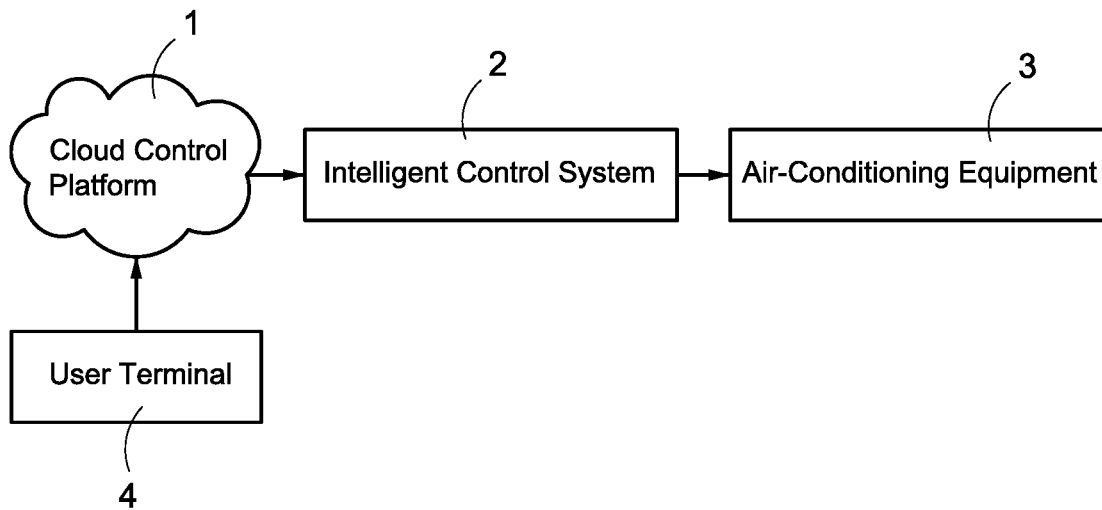 1
2
3
Cloud Control
Platform
Intelligent Control System
Air-Conditioning Equipment
User Terminal
4